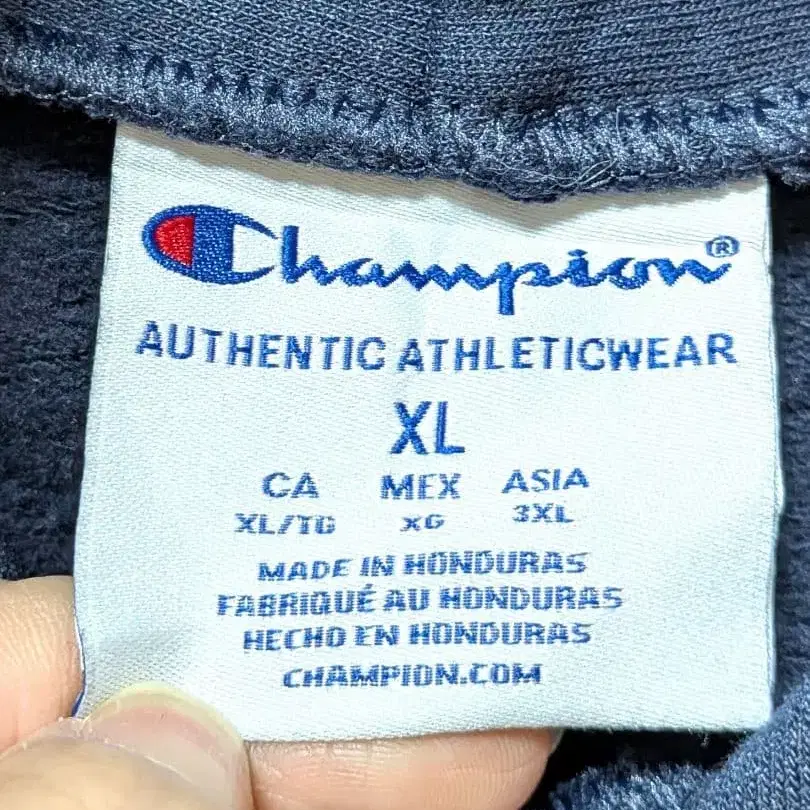 Champion®
AUTHENTIC ATHLETICWEAR
XL
CA MEX ASIA
XL/TG XG 3XL
MADE IN HONDURAS
FABRIQUÉ AU HONDURAS
HECHO EN HONDURAS
CHAMPION.COM